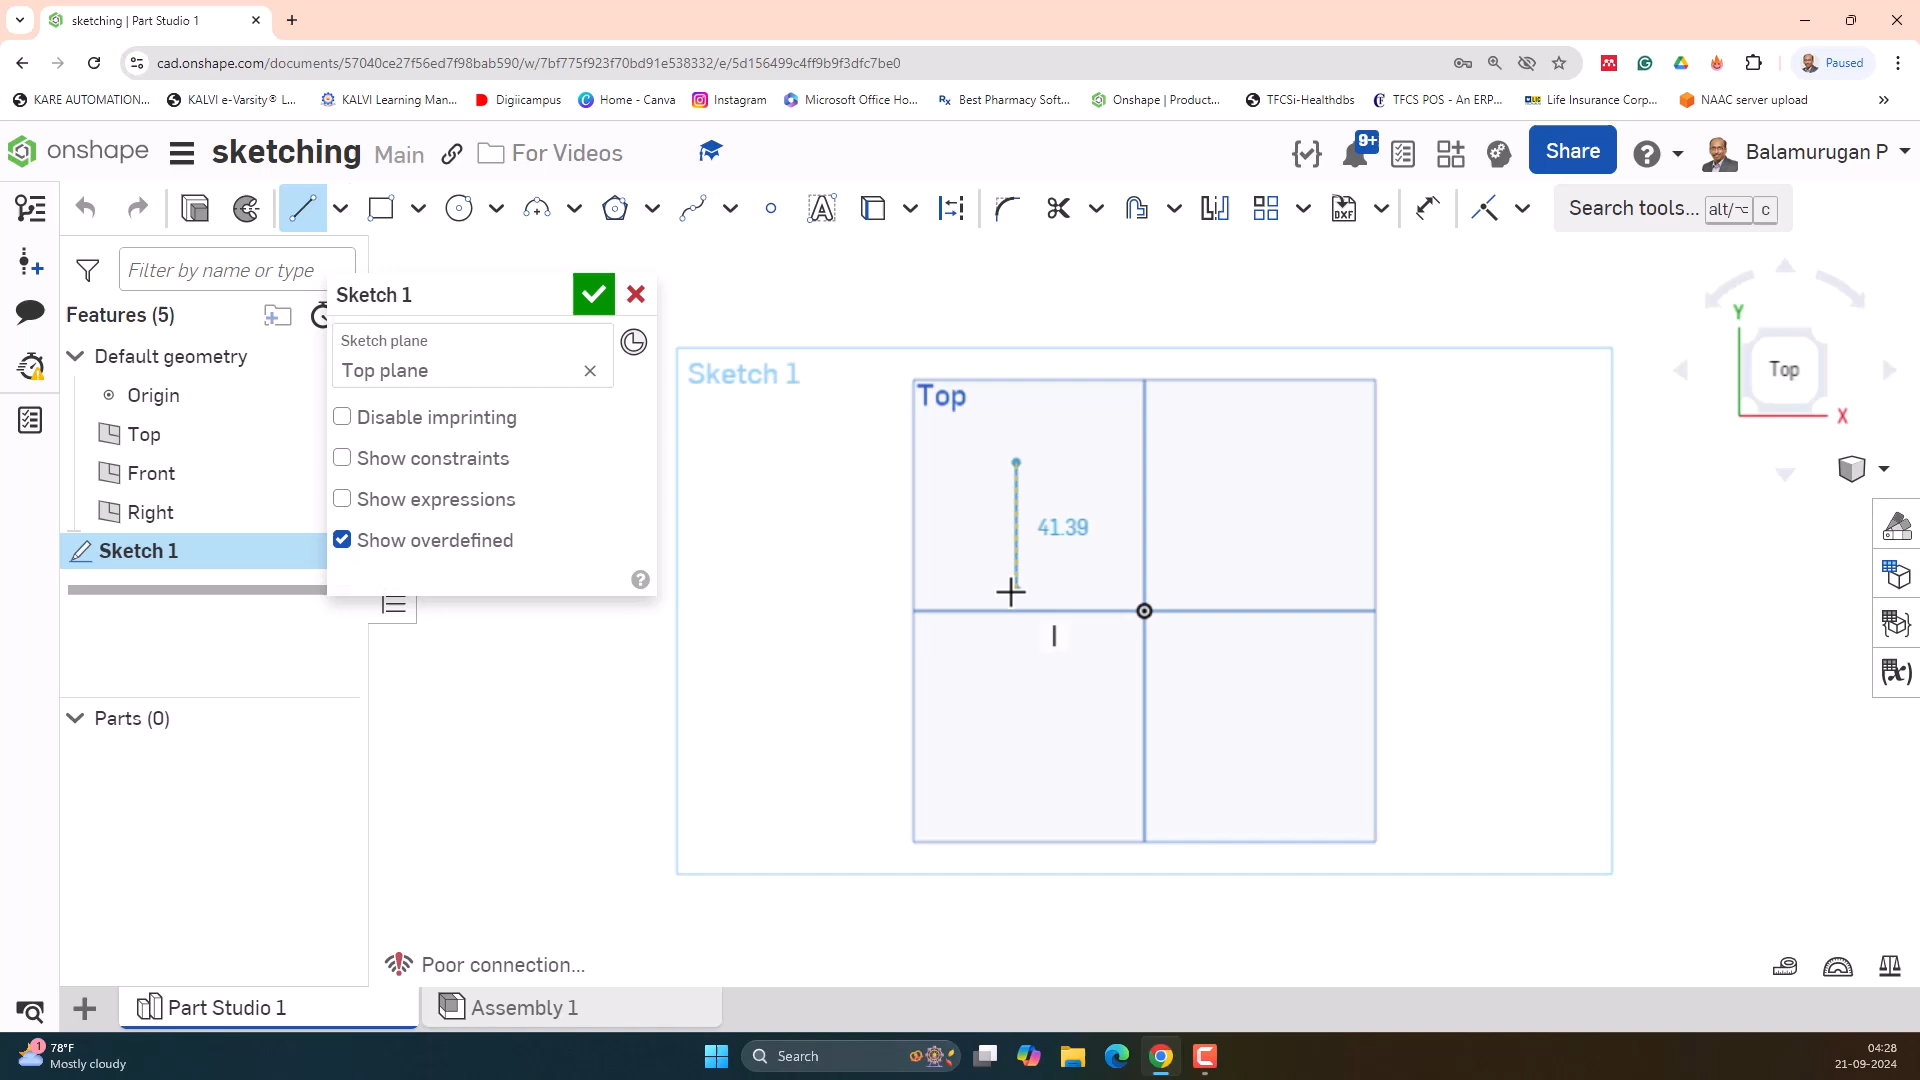 sketching | Part Studio 1
cad.onshape.com/documents/57040ce27f56ed7f98bab590/w/7bf775f923f70bd91e538332/e/5d156499c4ff9b9f3dfc7be0
Paused
KARE AUTOMATION...
KALVI e-Varsity® L...
KALVI Learning Man...
Digiicampus
Home - Canva
Instagram
Microsoft Office Ho...
Rx Best Pharmacy Soft...
Onshape | Product...
TFCSi-Healthdbs
TFCS POS - An ERP...
Life Insurance Corp...
NAAC server upload
onshape
sketching Main
For Videos
9+
Share
Balamurugan P
DXF
Search tools... alt/⌥ c
Filter by name or type
Features (5)
Default geometry
Origin
Top
Front
Right
Sketch 1
Parts (0)
Sketch 1
Sketch plane
Top plane
Disable imprinting
Show constraints
Show expressions
Show overdefined
Sketch 1
Top
41.39
Y
Top
X
Poor connection...
Part Studio 1
Assembly 1
1
78°F
Mostly cloudy
Search
04:28
21-09-2024